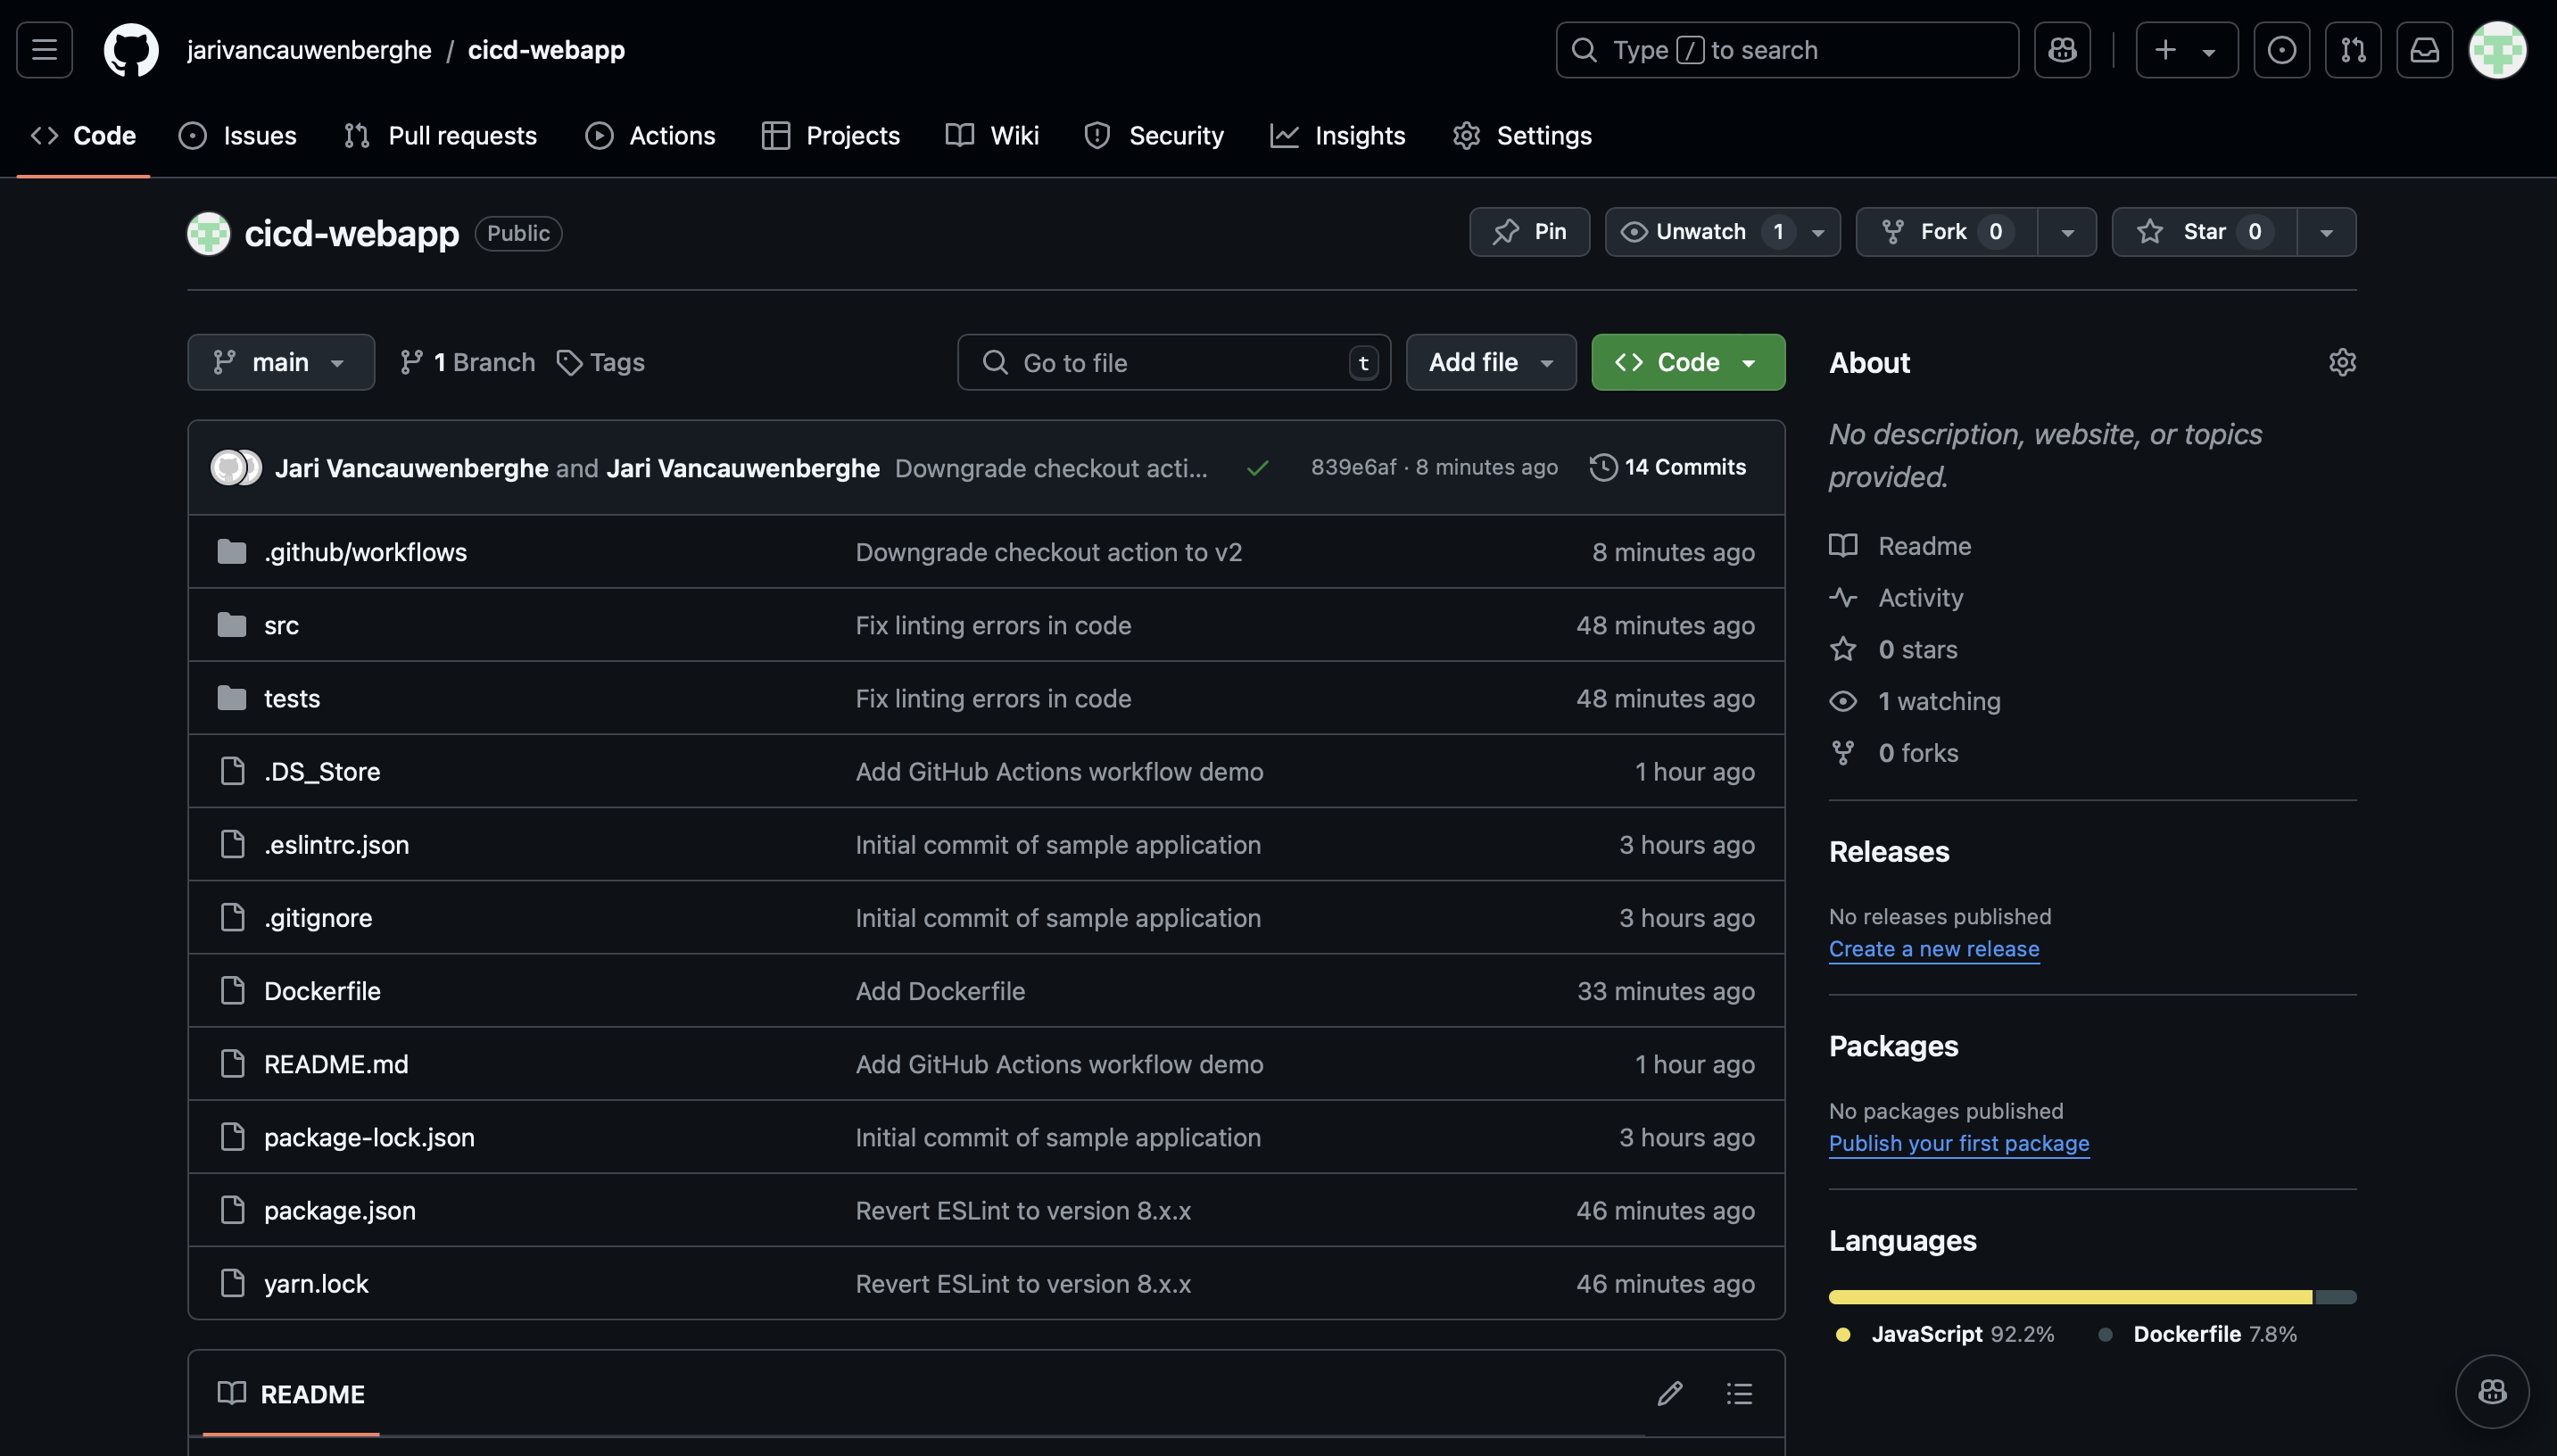 jarivancauwenberghe / cicd-webapp
Type / to search
Code Issues Pull requests Actions Projects Wiki Security Insights Settings
cicd-webapp Public
Pin Unwatch 1 Fork 0 Star 0
main 1 Branch Tags Go to file t Add file Code
Jari Vancauwenberghe and Jari Vancauwenberghe Downgrade checkout acti... 839e6af · 8 minutes ago 14 Commits
.github/workflows Downgrade checkout action to v2 8 minutes ago
src Fix linting errors in code 48 minutes ago
tests Fix linting errors in code 48 minutes ago
.DS_Store Add GitHub Actions workflow demo 1 hour ago
.eslintrc.json Initial commit of sample application 3 hours ago
.gitignore Initial commit of sample application 3 hours ago
Dockerfile Add Dockerfile 33 minutes ago
README.md Add GitHub Actions workflow demo 1 hour ago
package-lock.json Initial commit of sample application 3 hours ago
package.json Revert ESLint to version 8.x.x 46 minutes ago
yarn.lock Revert ESLint to version 8.x.x 46 minutes ago
README
About
No description, website, or topics
provided.
Readme
Activity
0 stars
1 watching
0 forks
Releases
No releases published
Create a new release
Packages
No packages published
Publish your first package
Languages
JavaScript 92.2% Dockerfile 7.8%